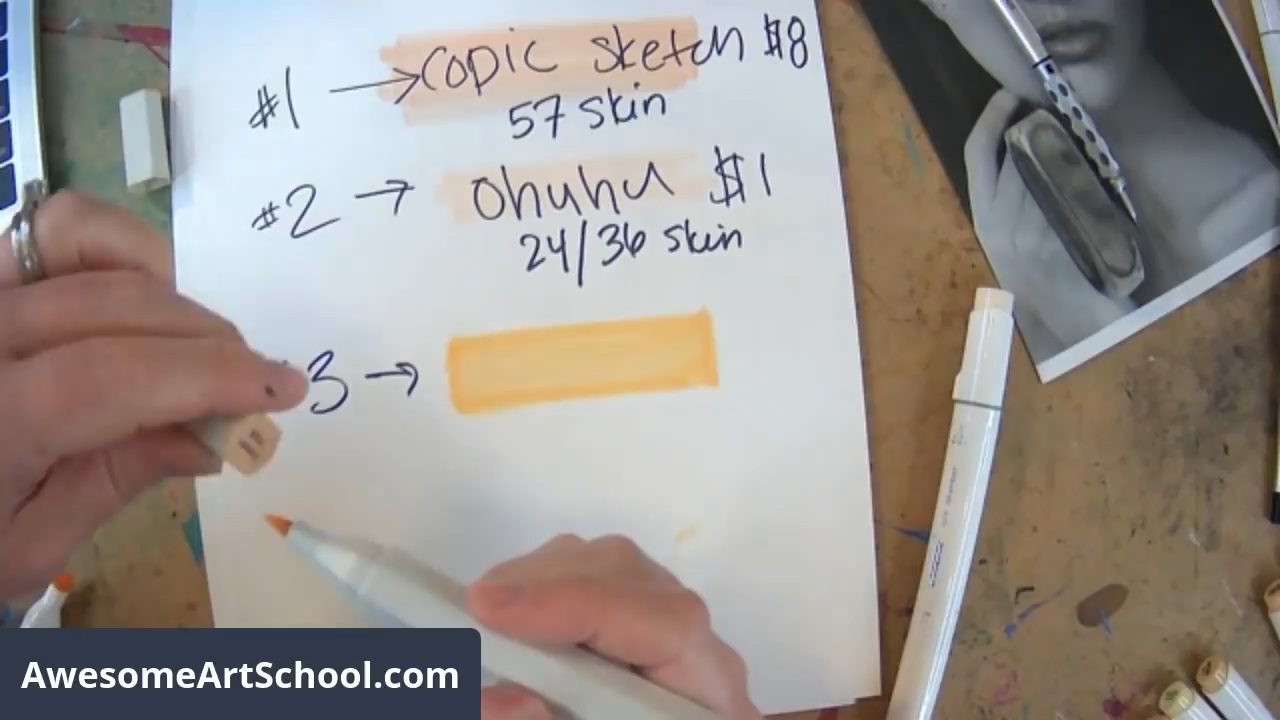 #1 → Copic Sketch $8
57 skin
#2 → Ohuhu $1
24/36 skin
3 →
AwesomeArtSchool.com